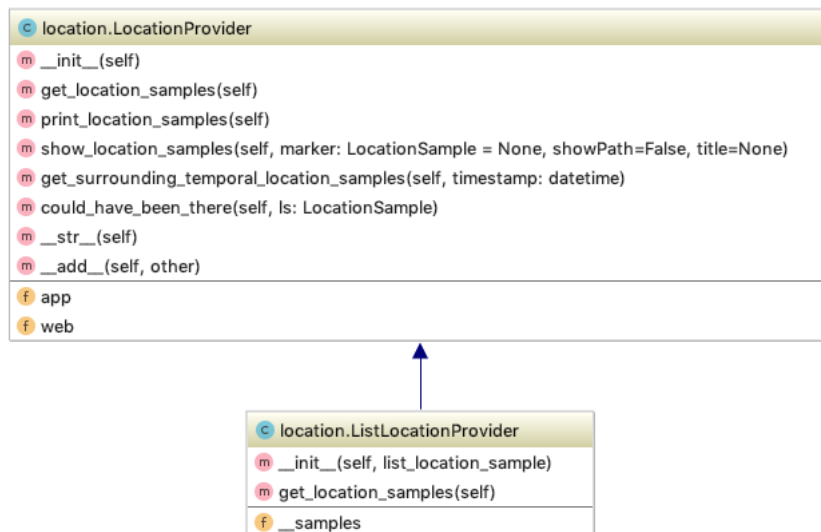 C location.LocationProvider
m __init__(self)
m get_location_samples(self)
m print_location_samples(self)
m show_location_samples(self, marker: LocationSample = None, showPath=False, title=None)
m get_surrounding_temporal_location_samples(self, timestamp: datetime)
m could_have_been_there(self, ls: LocationSample)
m __str__(self)
m __add__(self, other)
f app
f web
C location.ListLocationProvider
m __init__(self, list_location_sample)
m get_location_samples(self)
f __samples